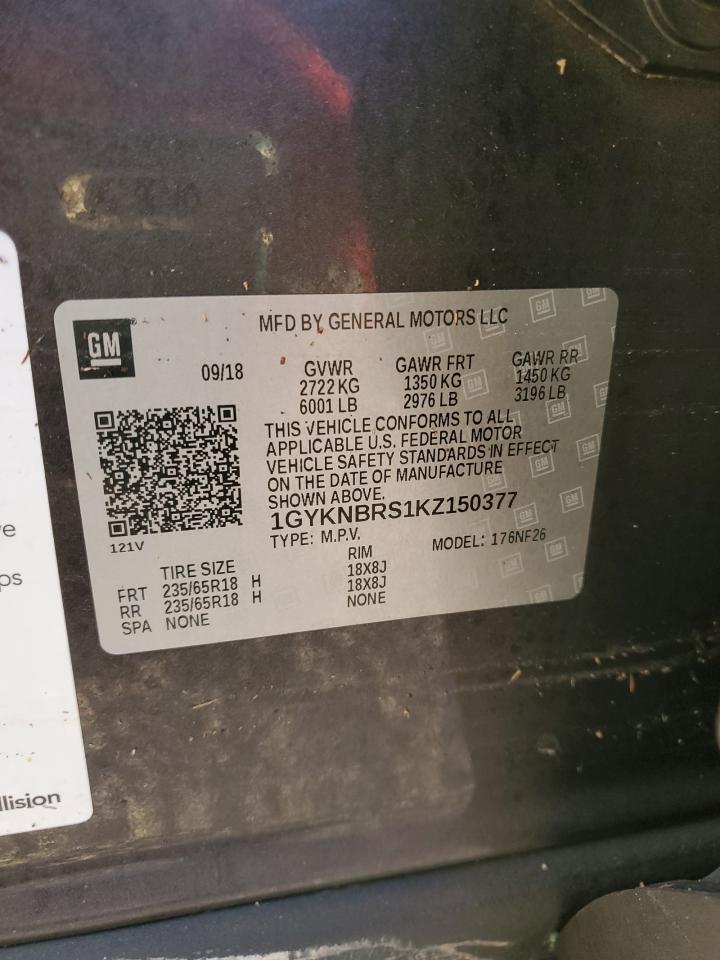 GM
MFD BY GENERAL MOTORS LLC
09/18
GVWR GAWR FRT GAWR RR
2722 KG 1350 KG 1450 KG
6001 LB 2976 LB 3196 LB
THIS VEHICLE CONFORMS TO ALL
APPLICABLE U.S. FEDERAL MOTOR
VEHICLE SAFETY STANDARDS IN EFFECT
ON THE DATE OF MANUFACTURE
SHOWN ABOVE.
1GYKNBRS1KZ150377
TYPE: M.P.V. MODEL: 176NF26
121V
TIRE SIZE RIM
FRT 235/65R18 H 18X8J
RR 235/65R18 H 18X8J
SPA NONE NONE